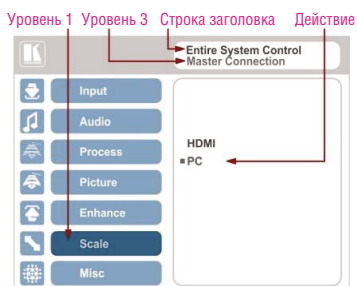 Уровень 1 Уровень 3 Строка заголовка Действие
Entire System Control
Master Connection
Input
Audio
Process
Picture
Enhance
Scale
Misc
HDMI
PC